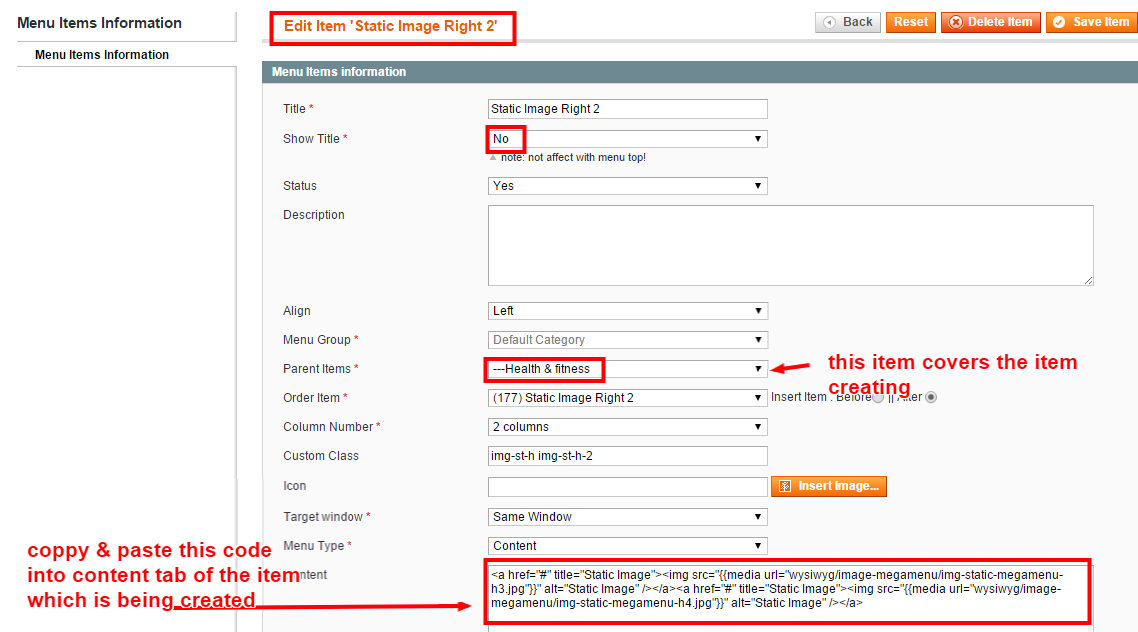 Menu Items Information
Menu Items Information
Edit Item 'Static Image Right 2'
Back Reset Delete Item Save Item
Menu Items information
Title * Static Image Right 2
Show Title * No
note: not affect with menu top!
Status Yes
Description
Align Left
Menu Group * Default Category
Parent Items * ---Health & fitness
this item covers the item
creating
Order Item * (177) Static Image Right 2 Insert Item : Before || After
Column Number * 2 columns
Custom Class img-st-h img-st-h-2
Icon Insert Image...
Target window * Same Window
Menu Type * Content
coppy & paste this code
into content tab of the item
which is being created
<a href="#" title="Static Image"><img src="{{media url="wysiwyg/image-megamenu/img-static-megamenu-
h3.jpg"}}" alt="Static Image" /></a><a href="#" title="Static Image"><img src="{{media url="wysiwyg/image-
megamenu/img-static-megamenu-h4.jpg"}}" alt="Static Image" /></a>